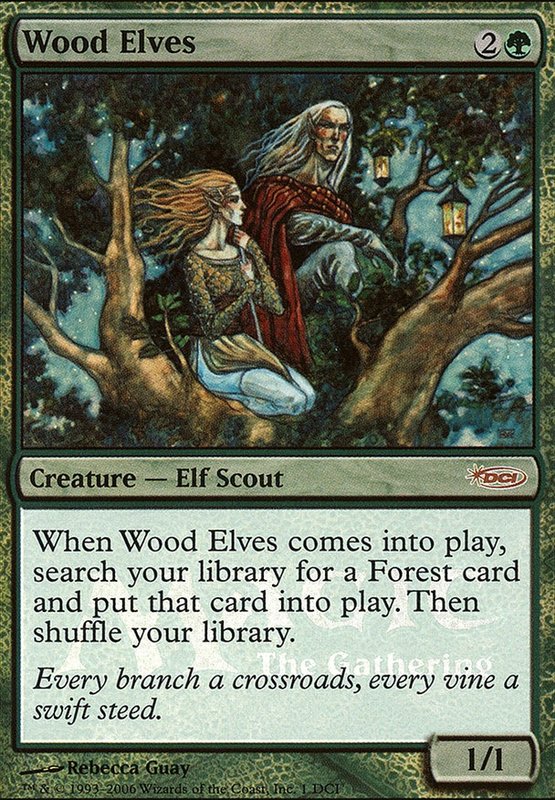 Wood Elves 2
Creature — Elf Scout DCI
When Wood Elves comes into play,
search your library for a Forest card
and put that card into play. Then
shuffle your library.
MAGIC
The Gathering
Every branch a crossroads, every vine a
swift steed.
Rebecca Guay
1/1
™ & © 1993–2006 Wizards of the Coast, Inc. 1 DCI